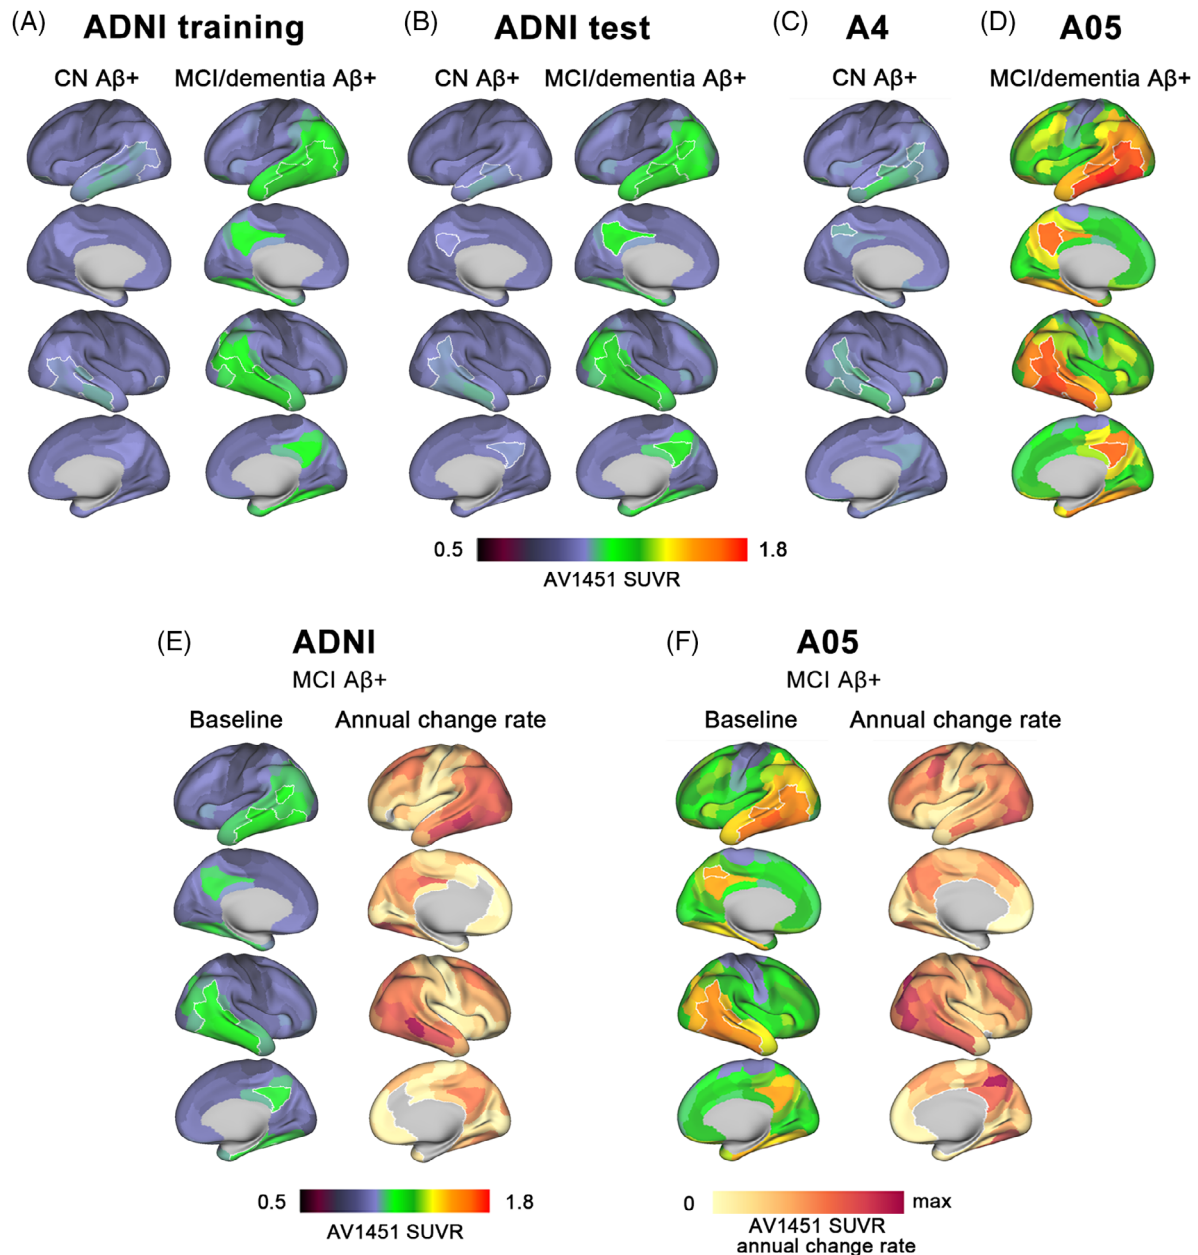 (A) ADNI training
(B) ADNI test
(C) A4
(D) A05
CN Aβ+ MCI/dementia Aβ+
CN Aβ+ MCI/dementia Aβ+
CN Aβ+
MCI/dementia Aβ+
0.5 1.8
AV1451 SUVR
(E) ADNI
MCI Aβ+
Baseline Annual change rate
(F) A05
MCI Aβ+
Baseline Annual change rate
0.5 1.8
AV1451 SUVR
0 max
AV1451 SUVR
annual change rate